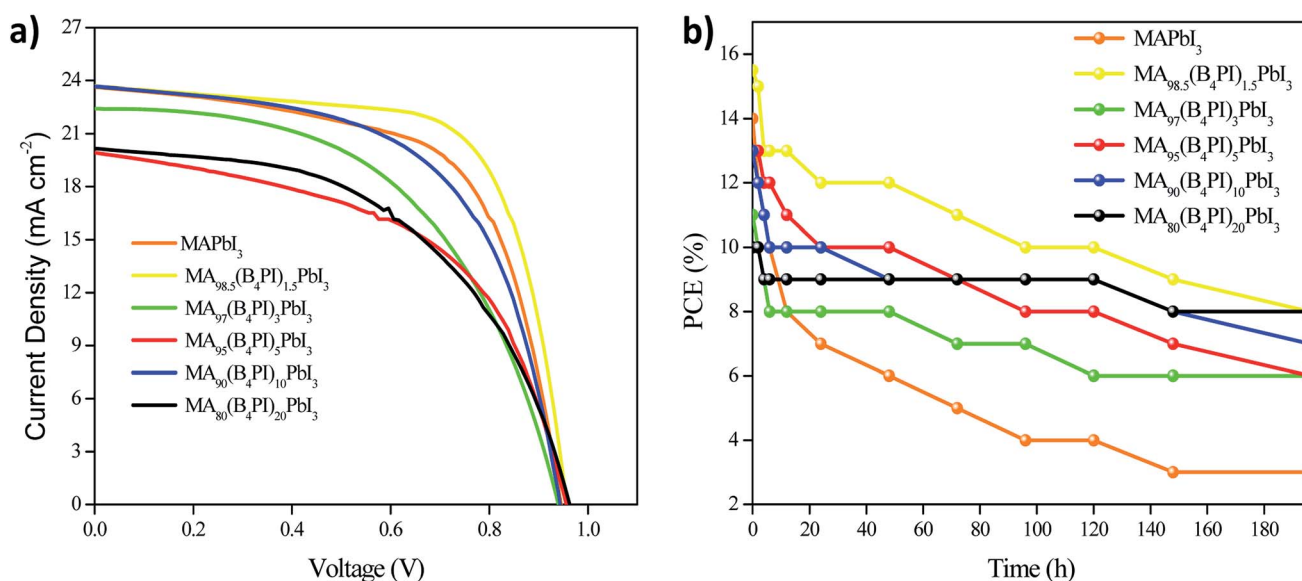 a)
27
24
21
18
15
12
9
6
3
0
Current Density (mA cm⁻²)
MAPbI₃
MA₉₈.₅(B₄PI)₁.₅PbI₃
MA₉₇(B₄PI)₃PbI₃
MA₉₅(B₄PI)₅PbI₃
MA₉₀(B₄PI)₁₀PbI₃
MA₈₀(B₄PI)₂₀PbI₃
0.0 0.2 0.4 0.6 0.8 1.0
Voltage (V)
b)
16
14
12
10
8
6
4
2
PCE (%)
MAPbI₃
MA₉₈.₅(B₄PI)₁.₅PbI₃
MA₉₇(B₄PI)₃PbI₃
MA₉₅(B₄PI)₅PbI₃
MA₉₀(B₄PI)₁₀PbI₃
MA₈₀(B₄PI)₂₀PbI₃
0 20 40 60 80 100 120 140 160 180
Time (h)